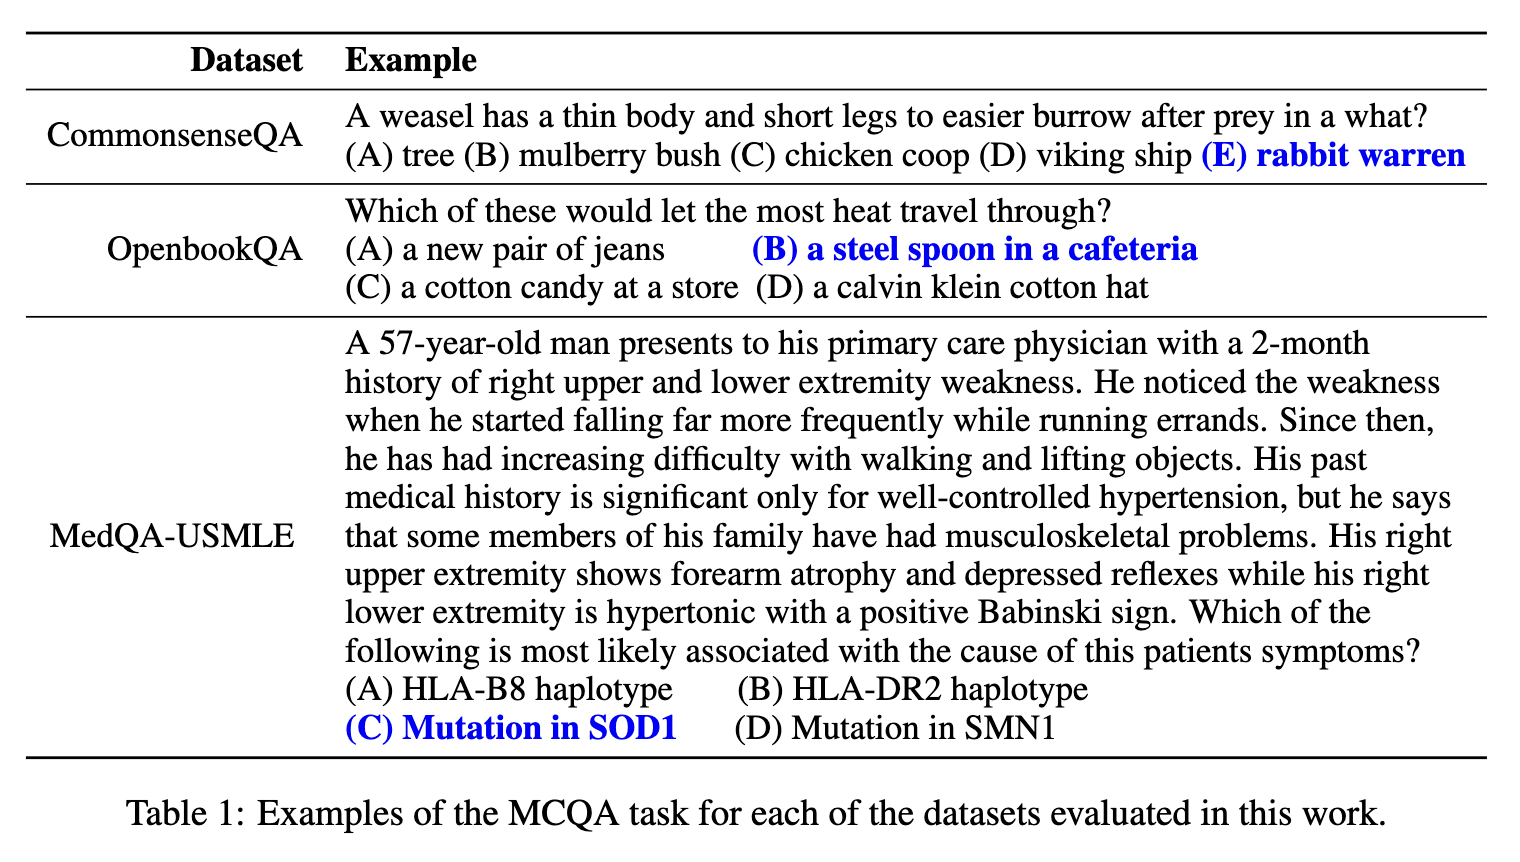 Dataset Example
CommonsenseQA
A weasel has a thin body and short legs to easier burrow after prey in a what?
(A) tree (B) mulberry bush (C) chicken coop (D) viking ship (E) rabbit warren
OpenbookQA
Which of these would let the most heat travel through?
(A) a new pair of jeans (B) a steel spoon in a cafeteria
(C) a cotton candy at a store (D) a calvin klein cotton hat
MedQA-USMLE
A 57-year-old man presents to his primary care physician with a 2-month
history of right upper and lower extremity weakness. He noticed the weakness
when he started falling far more frequently while running errands. Since then,
he has had increasing difficulty with walking and lifting objects. His past
medical history is significant only for well-controlled hypertension, but he says
that some members of his family have had musculoskeletal problems. His right
upper extremity shows forearm atrophy and depressed reflexes while his right
lower extremity is hypertonic with a positive Babinski sign. Which of the
following is most likely associated with the cause of this patients symptoms?
(A) HLA-B8 haplotype (B) HLA-DR2 haplotype
(C) Mutation in SOD1 (D) Mutation in SMN1
Table 1: Examples of the MCQA task for each of the datasets evaluated in this work.